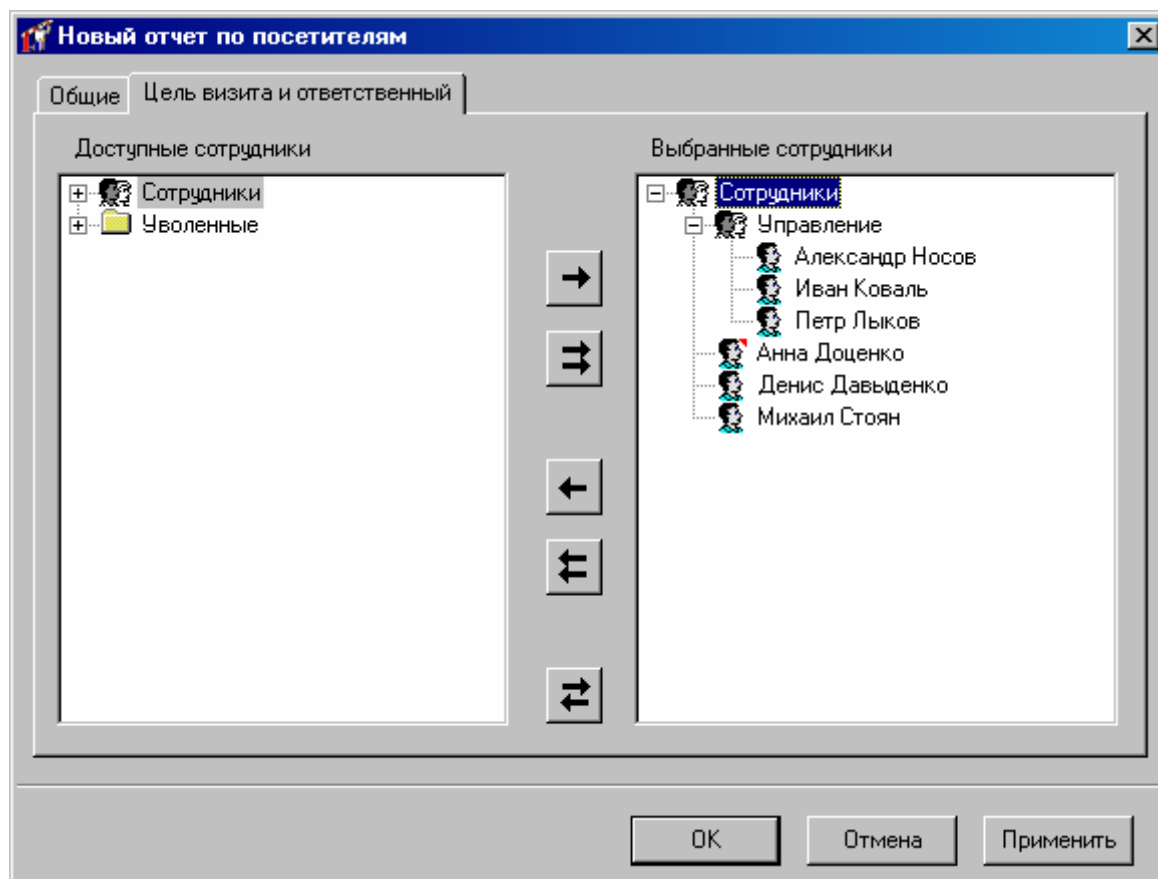 Новый отчет по посетителям
Общие
Цель визита и ответственный
Доступные сотрудники
Выбранные сотрудники
Сотрудники
Уволенные
Сотрудники
Управление
Александр Носов
Иван Коваль
Петр Лыков
Анна Доценко
Денис Давыденко
Михаил Стоян
OK
Отмена
Применить